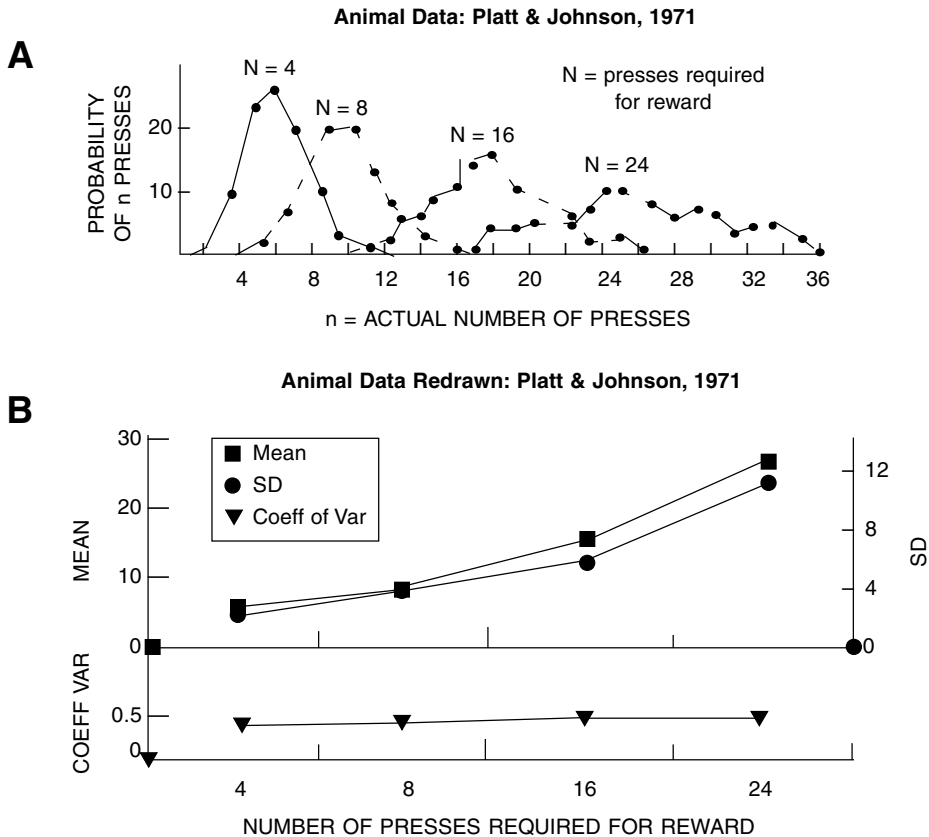 Animal Data: Platt & Johnson, 1971
A
PROBABILITY
OF n PRESSES
20
10
N = 4
N = 8
N = 16
N = 24
N = presses required
for reward
4 8 12 16 20 24 28 32 36
n = ACTUAL NUMBER OF PRESSES
Animal Data Redrawn: Platt & Johnson, 1971
B
MEAN
30
20
10
0
Mean
SD
Coeff of Var
SD
12
8
4
0
COEFF VAR
0.5
0
4 8 16 24
NUMBER OF PRESSES REQUIRED FOR REWARD